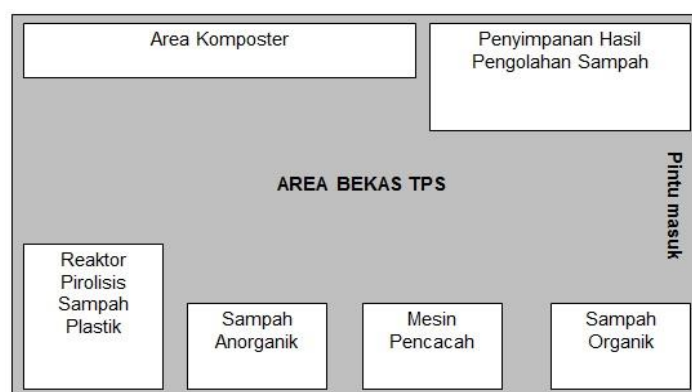 Area Komposter
Penyimpanan Hasil
Pengolahan Sampah
AREA BEKAS TPS
Pintu masuk
Reaktor
Pirolisis
Sampah
Plastik
Sampah
Anorganik
Mesin
Pencacah
Sampah
Organik